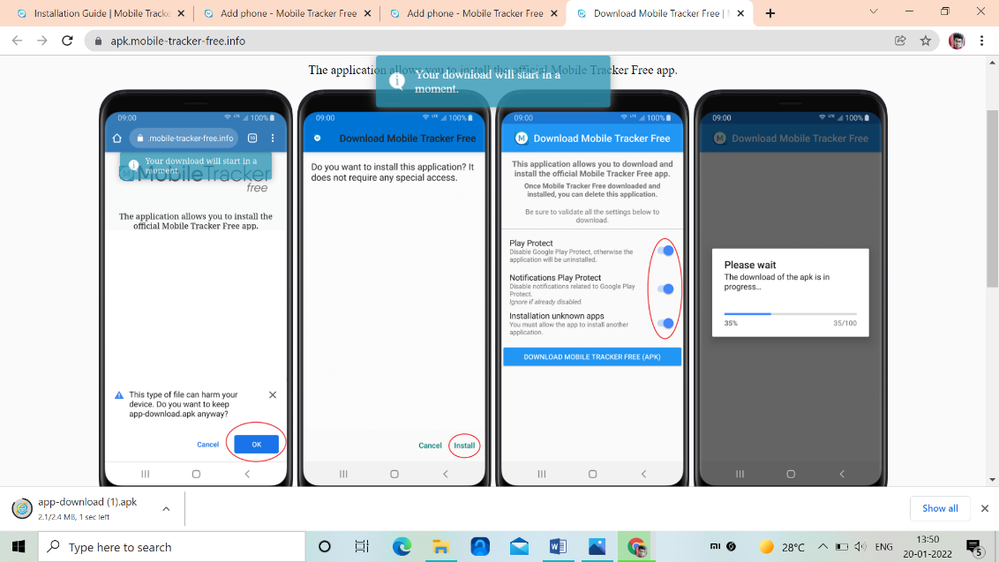 Installation Guide | Mobile Tracke
Add phone - Mobile Tracker Free
Add phone - Mobile Tracker Free
Download Mobile Tracker Free |
apk.mobile-tracker-free.info
The application allows you to install the official Mobile Tracker Free app.
Your download will start in a
moment.
09:00 LTE 100%
.mobile-tracker-free.info
Your download will start in a
moment.
MobileTracker
free
The application allows you to install the
official Mobile Tracker Free app.
This type of file can harm your
device. Do you want to keep
app-download.apk anyway?
Cancel OK
09:00 LTE 100%
Download Mobile Tracker Free
Do you want to install this application? It
does not require any special access.
Cancel Install
09:00 LTE 100%
M Download Mobile Tracker Free
This application allows you to download and
install the official Mobile Tracker Free app.
Once Mobile Tracker Free downloaded and
installed, you can delete this application.
Be sure to validate all the settings below to
download.
Play Protect
Disable Google Play Protect, otherwise the
application will be uninstalled.
Notifications Play Protect
Disable notifications related to Google Play
Protect.
Ignore if already disabled.
Installation unknown apps
You must allow the app to install another
application.
DOWNLOAD MOBILE TRACKER FREE (APK)
09:00 LTE 100%
M Download Mobile Tracker Free
Please wait
The download of the apk is in
progress...
35% 35/100
app-download (1).apk
2.1/2.4 MB, 1 sec left
Show all
Type here to search
28°C
ENG
13:50
20-01-2022
5